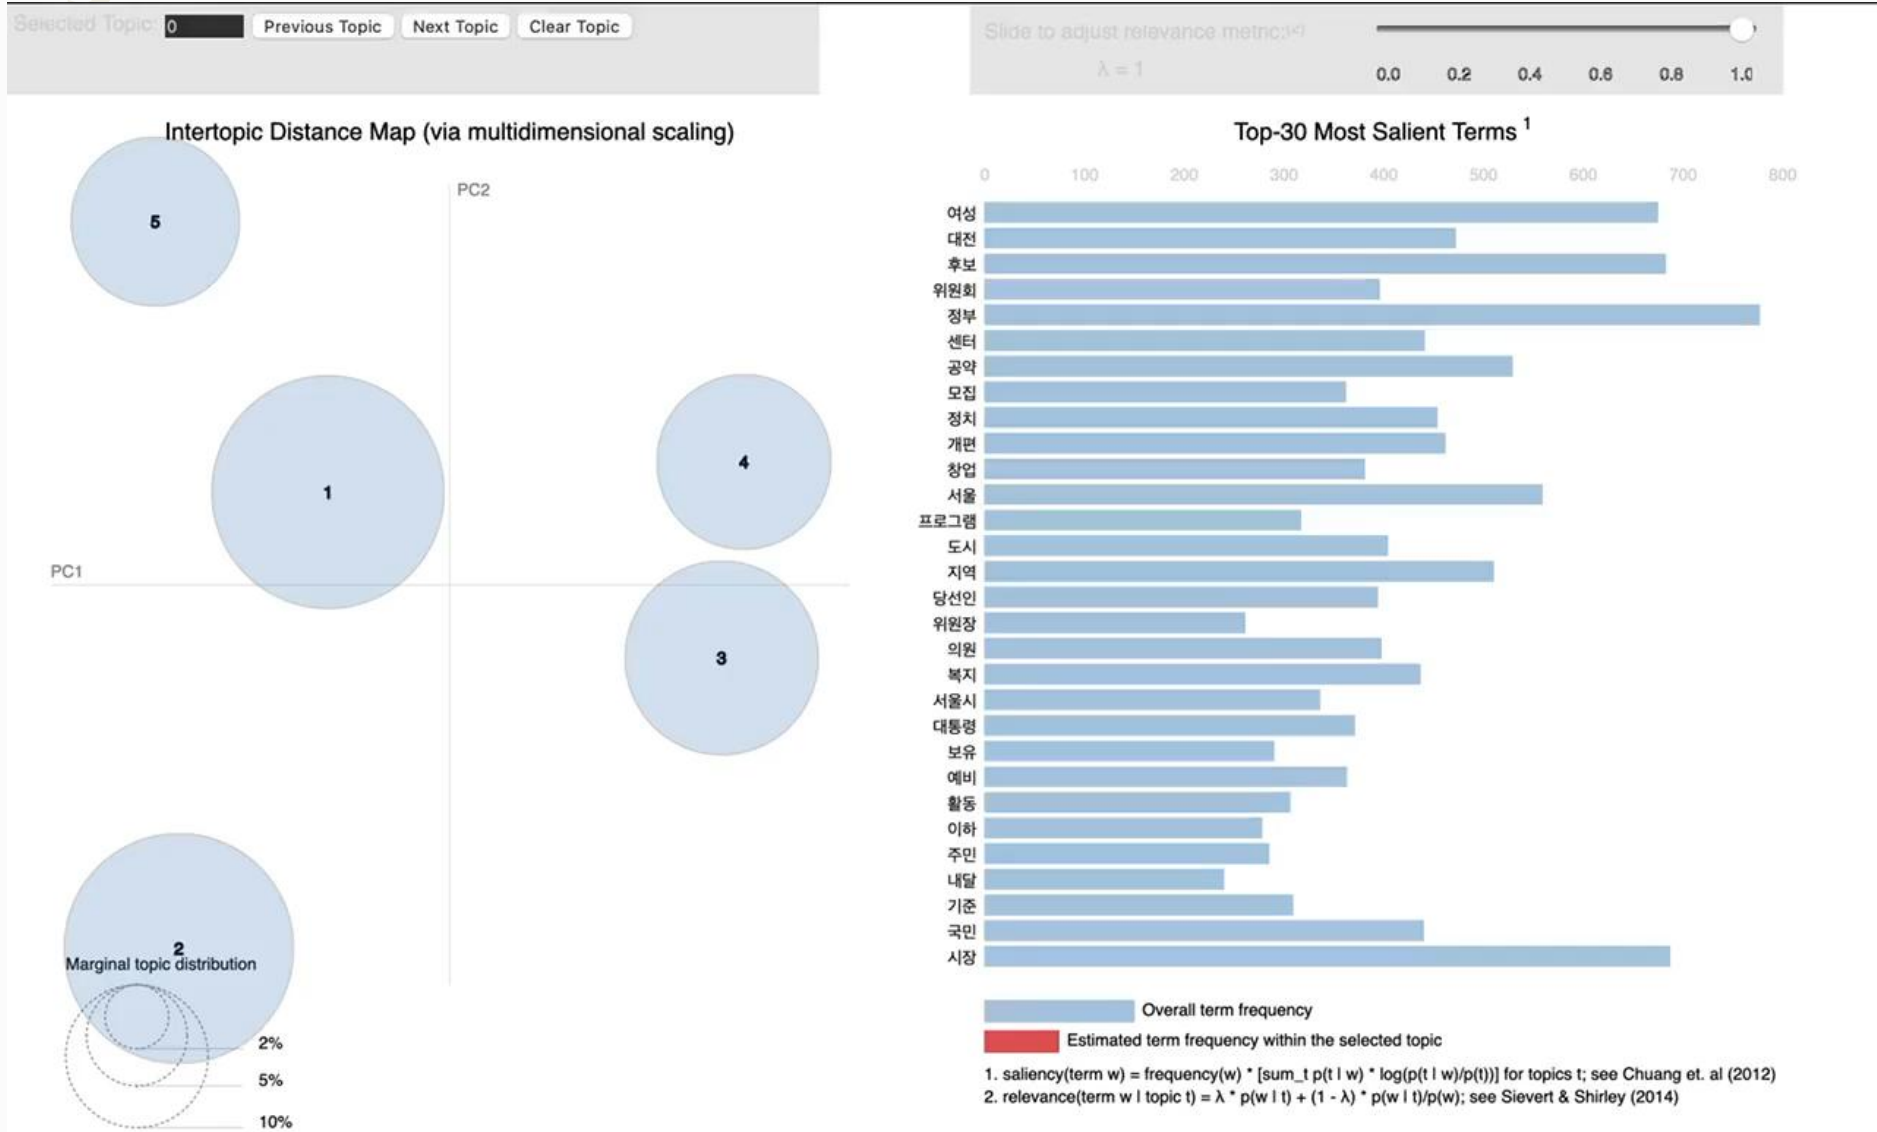 Selected Topic: 0 Previous Topic Next Topic Clear Topic
Slide to adjust relevance metric:(2)
λ = 1
0.0 0.2 0.4 0.6 0.8 1.0
Intertopic Distance Map (via multidimensional scaling)
PC2
5
4
1
PC1
3
2
Marginal topic distribution
2%
5%
10%
Top-30 Most Salient Terms 1
0 100 200 300 400 500 600 700 800
여성
대전
후보
위원회
정부
센터
공약
모집
정치
개편
창업
서울
프로그램
도시
지역
당선인
위원장
의원
복지
서울시
대통령
보유
예비
활동
이하
주민
내달
기준
국민
시장
Overall term frequency
Estimated term frequency within the selected topic
1. saliency(term w) = frequency(w) * [sum_t p(t | w) * log(p(t | w)/p(t))] for topics t; see Chuang et. al (2012)
2. relevance(term w | topic t) = λ * p(w | t) + (1 - λ) * p(w | t)/p(w); see Sievert & Shirley (2014)